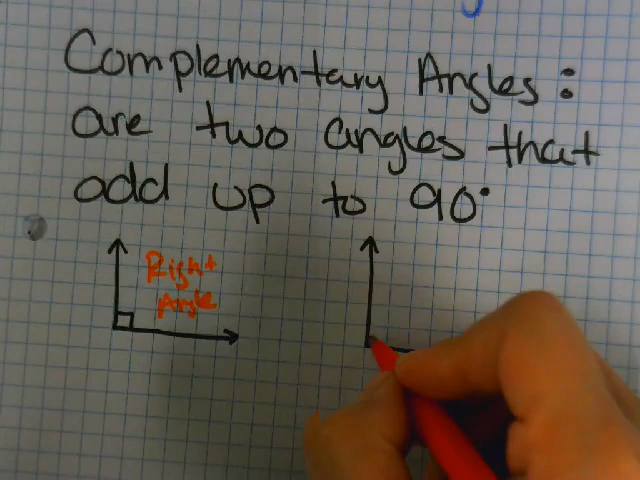 Complementary Angles:
are two angles that
add up to 90°
Right
Angle